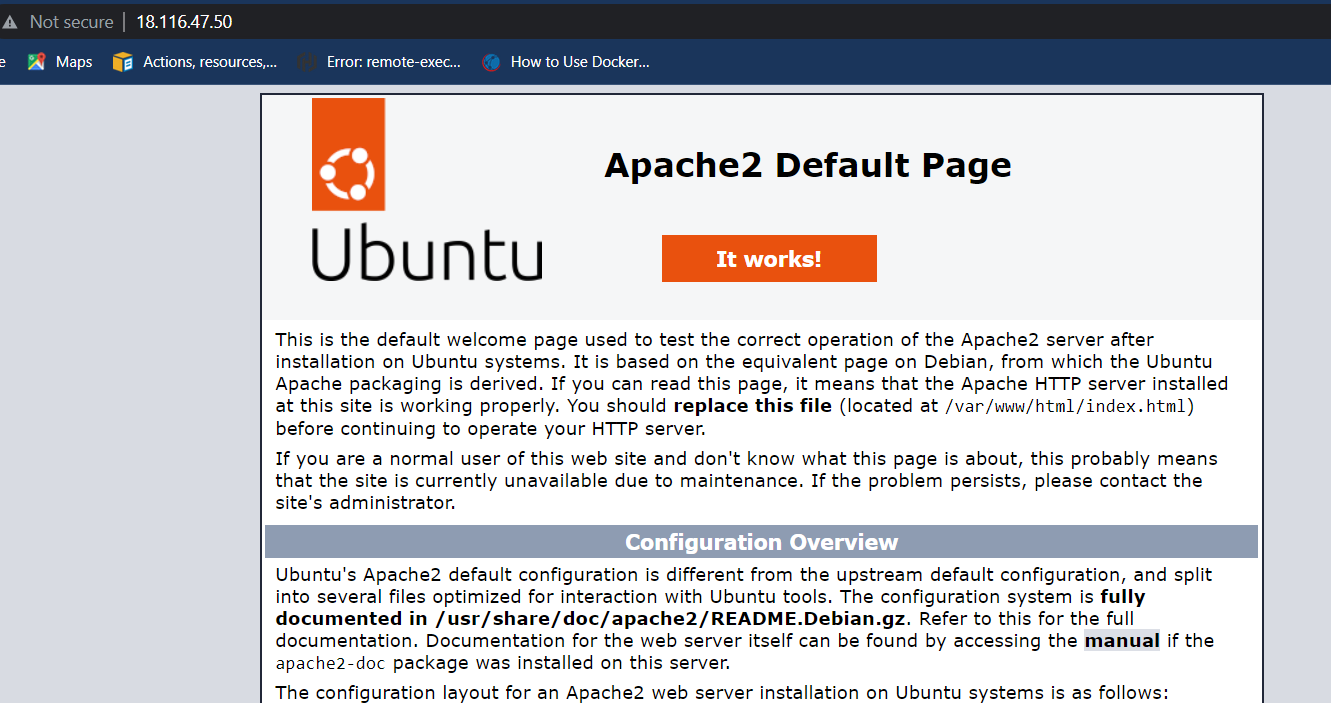 Not secure | 18.116.47.50
e Maps Actions, resources,... Error: remote-exec... How to Use Docker...
Apache2 Default Page
Ubuntu
It works!
This is the default welcome page used to test the correct operation of the Apache2 server after
installation on Ubuntu systems. It is based on the equivalent page on Debian, from which the Ubuntu
Apache packaging is derived. If you can read this page, it means that the Apache HTTP server installed
at this site is working properly. You should replace this file (located at /var/www/html/index.html)
before continuing to operate your HTTP server.
If you are a normal user of this web site and don't know what this page is about, this probably means
that the site is currently unavailable due to maintenance. If the problem persists, please contact the
site's administrator.
Configuration Overview
Ubuntu's Apache2 default configuration is different from the upstream default configuration, and split
into several files optimized for interaction with Ubuntu tools. The configuration system is fully
documented in /usr/share/doc/apache2/README.Debian.gz. Refer to this for the full
documentation. Documentation for the web server itself can be found by accessing the manual if the
apache2-doc package was installed on this server.
The configuration layout for an Apache2 web server installation on Ubuntu systems is as follows: